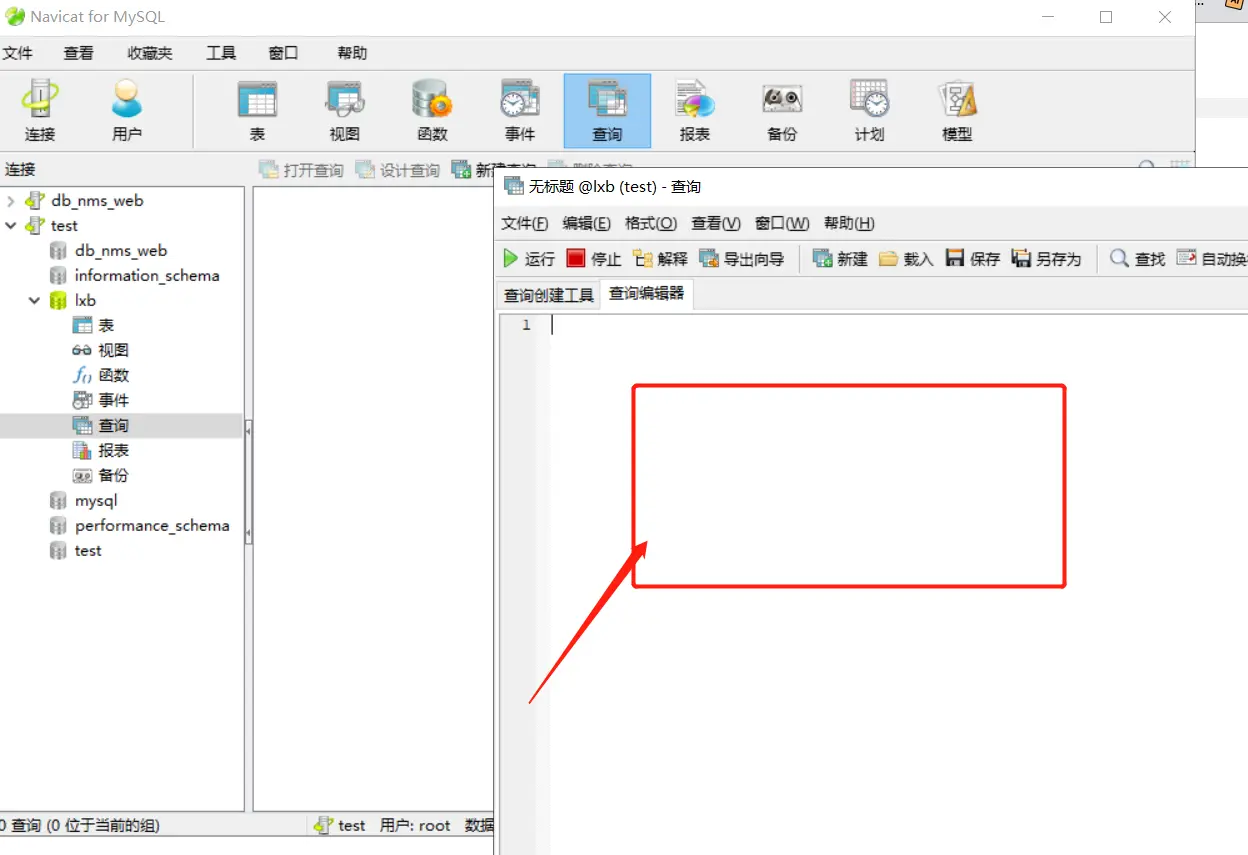 Navicat for MySQL
文件 查看 收藏夹 工具 窗口 帮助
连接 用户 表 视图 函数 事件 查询 报表 备份 计划 模型
连接
打开查询 设计查询 新建查询 删除查询
db_nms_web
test
db_nms_web
information_schema
lxb
表
视图
函数
事件
查询
报表
备份
mysql
performance_schema
test
0 查询 (0 位于当前的组) test 用户: root 数据
无标题 @lxb (test) - 查询
文件(F) 编辑(E) 格式(O) 查看(V) 窗口(W) 帮助(H)
运行 停止 解释 导出向导 新建 载入 保存 另存为 查找 自动换
查询创建工具 查询编辑器
1